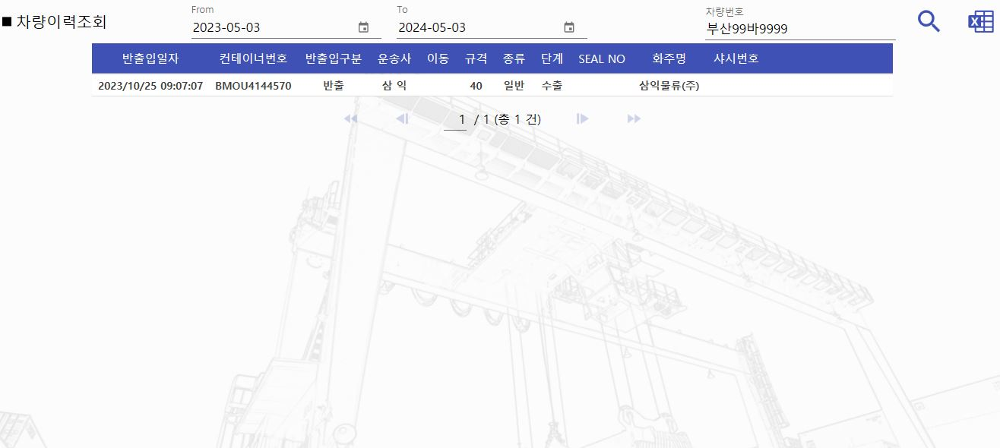 ■ 차량이력조회
From
2023-05-03
To
2024-05-03
차량번호
부산99바9999
반출입일자 컨테이너번호 반출입구분 운송사 이동 규격 종류 단계 SEAL NO 화주명 샤시번호
2023/10/25 09:07:07 BMOU4144570 반출 삼 익 40 일반 수출 삼익물류(주)
1 / 1 (총 1 건)